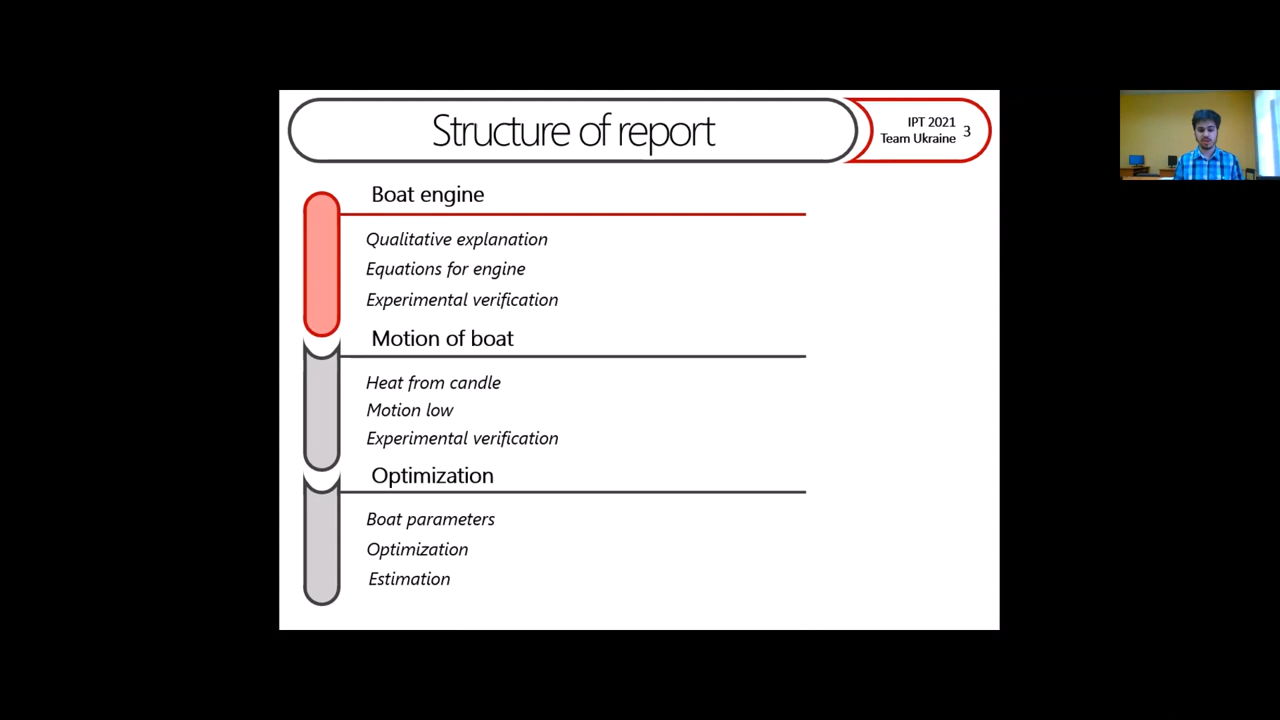 Structure of report
IPT 2021
Team Ukraine 3
Boat engine
Qualitative explanation
Equations for engine
Experimental verification
Motion of boat
Heat from candle
Motion low
Experimental verification
Optimization
Boat parameters
Optimization
Estimation